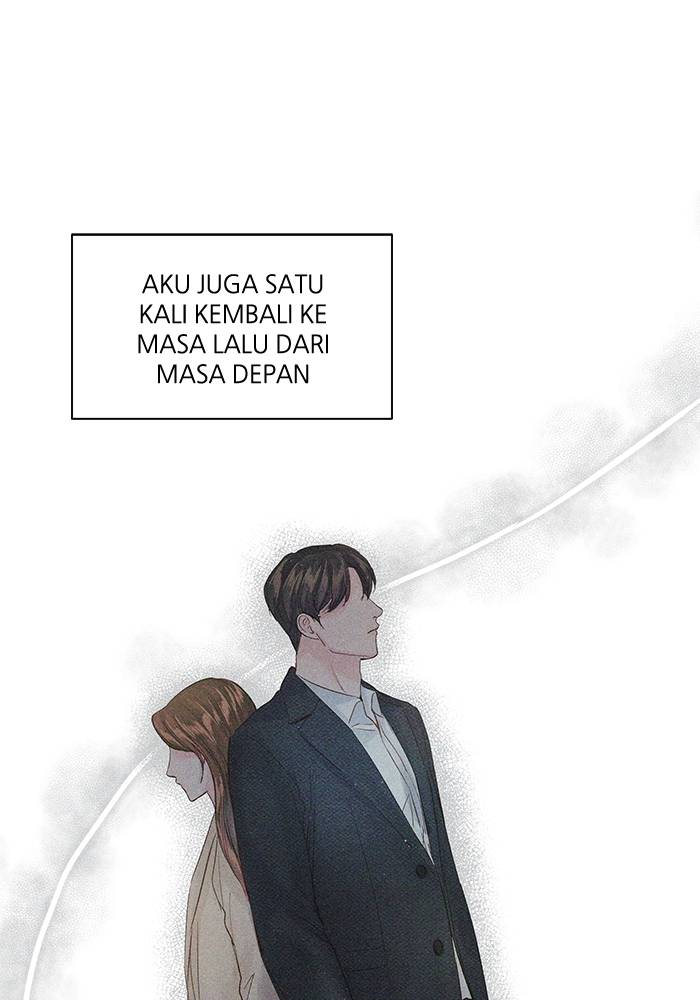 AKU JUGA SATU
KALI KEMBALI KE
MASA LALU DARI
MASA DEPAN